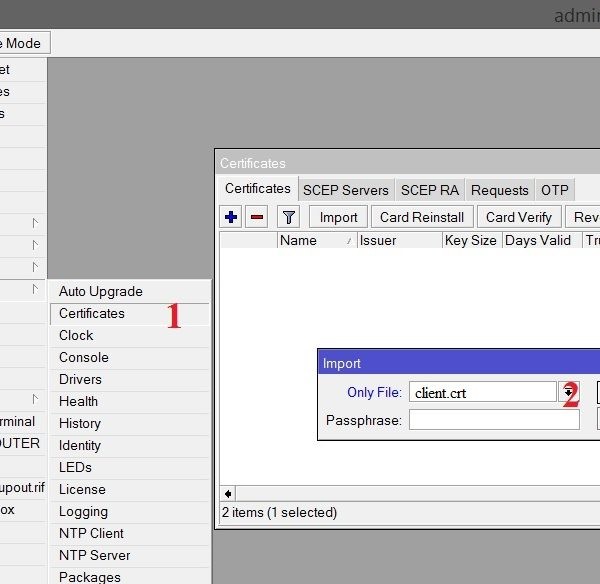 admin
e Mode
et
es
s
rminal
OUTER
upout.rif
ox
Auto Upgrade
Certificates 1
Clock
Console
Drivers
Health
History
Identity
LEDs
License
Logging
NTP Client
NTP Server
Packages
Certificates
Certificates SCEP Servers SCEP RA Requests OTP
Import Card Reinstall Card Verify Rev
Name / Issuer Key Size Days Valid Tru
Import
Only File: client.crt 2
Passphrase:
2 items (1 selected)